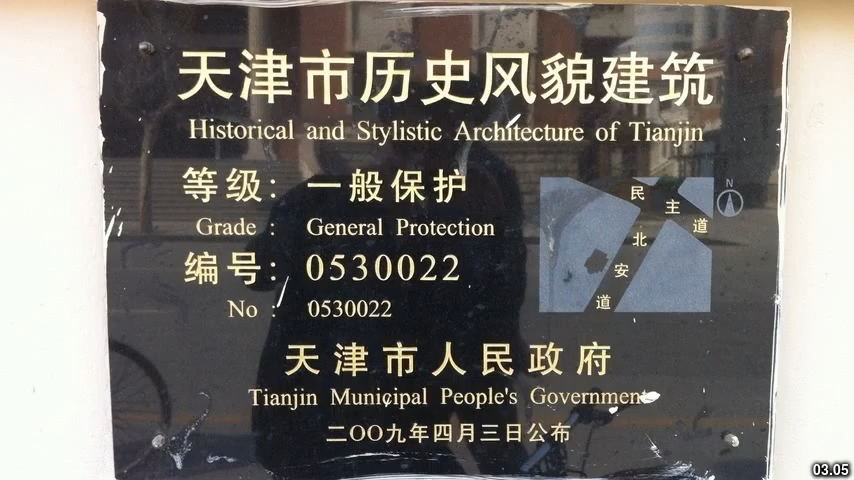 天津市历史风貌建筑
Historical and Stylistic Architecture of Tianjin
等级：一般保护
Grade : General Protection
编号：0530022
No : 0530022
N
民主道
北安道
天津市人民政府
Tianjin Municipal People's Government
二〇〇九年四月三日公布
03.05